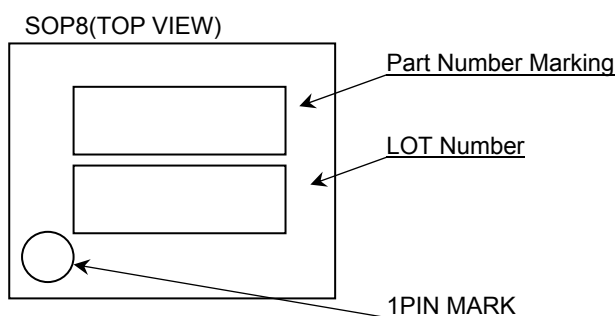 SOP8(TOP VIEW)
Part Number Marking
LOT Number
1PIN MARK